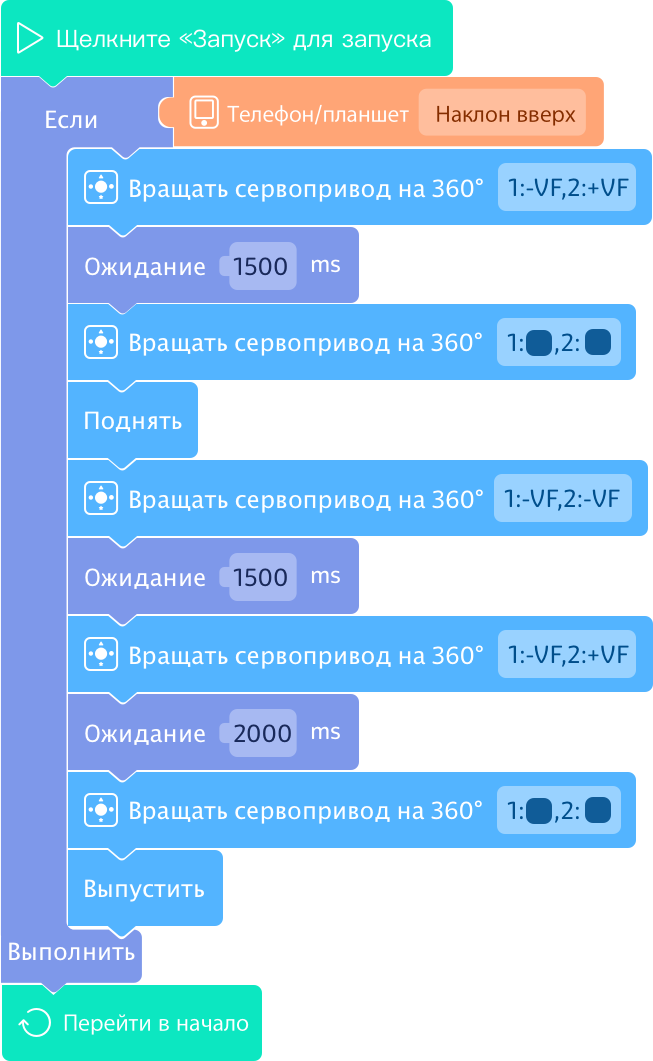 Щелкните «Запуск» для запуска
Если Телефон/планшет Наклон вверх
Вращать сервопривод на 360° 1:-VF,2:+VF
Ожидание 1500 ms
Вращать сервопривод на 360° 1: ,2:
Поднять
Вращать сервопривод на 360° 1:-VF,2:-VF
Ожидание 1500 ms
Вращать сервопривод на 360° 1:-VF,2:+VF
Ожидание 2000 ms
Вращать сервопривод на 360° 1: ,2:
Выпустить
Выполнить
Перейти в начало